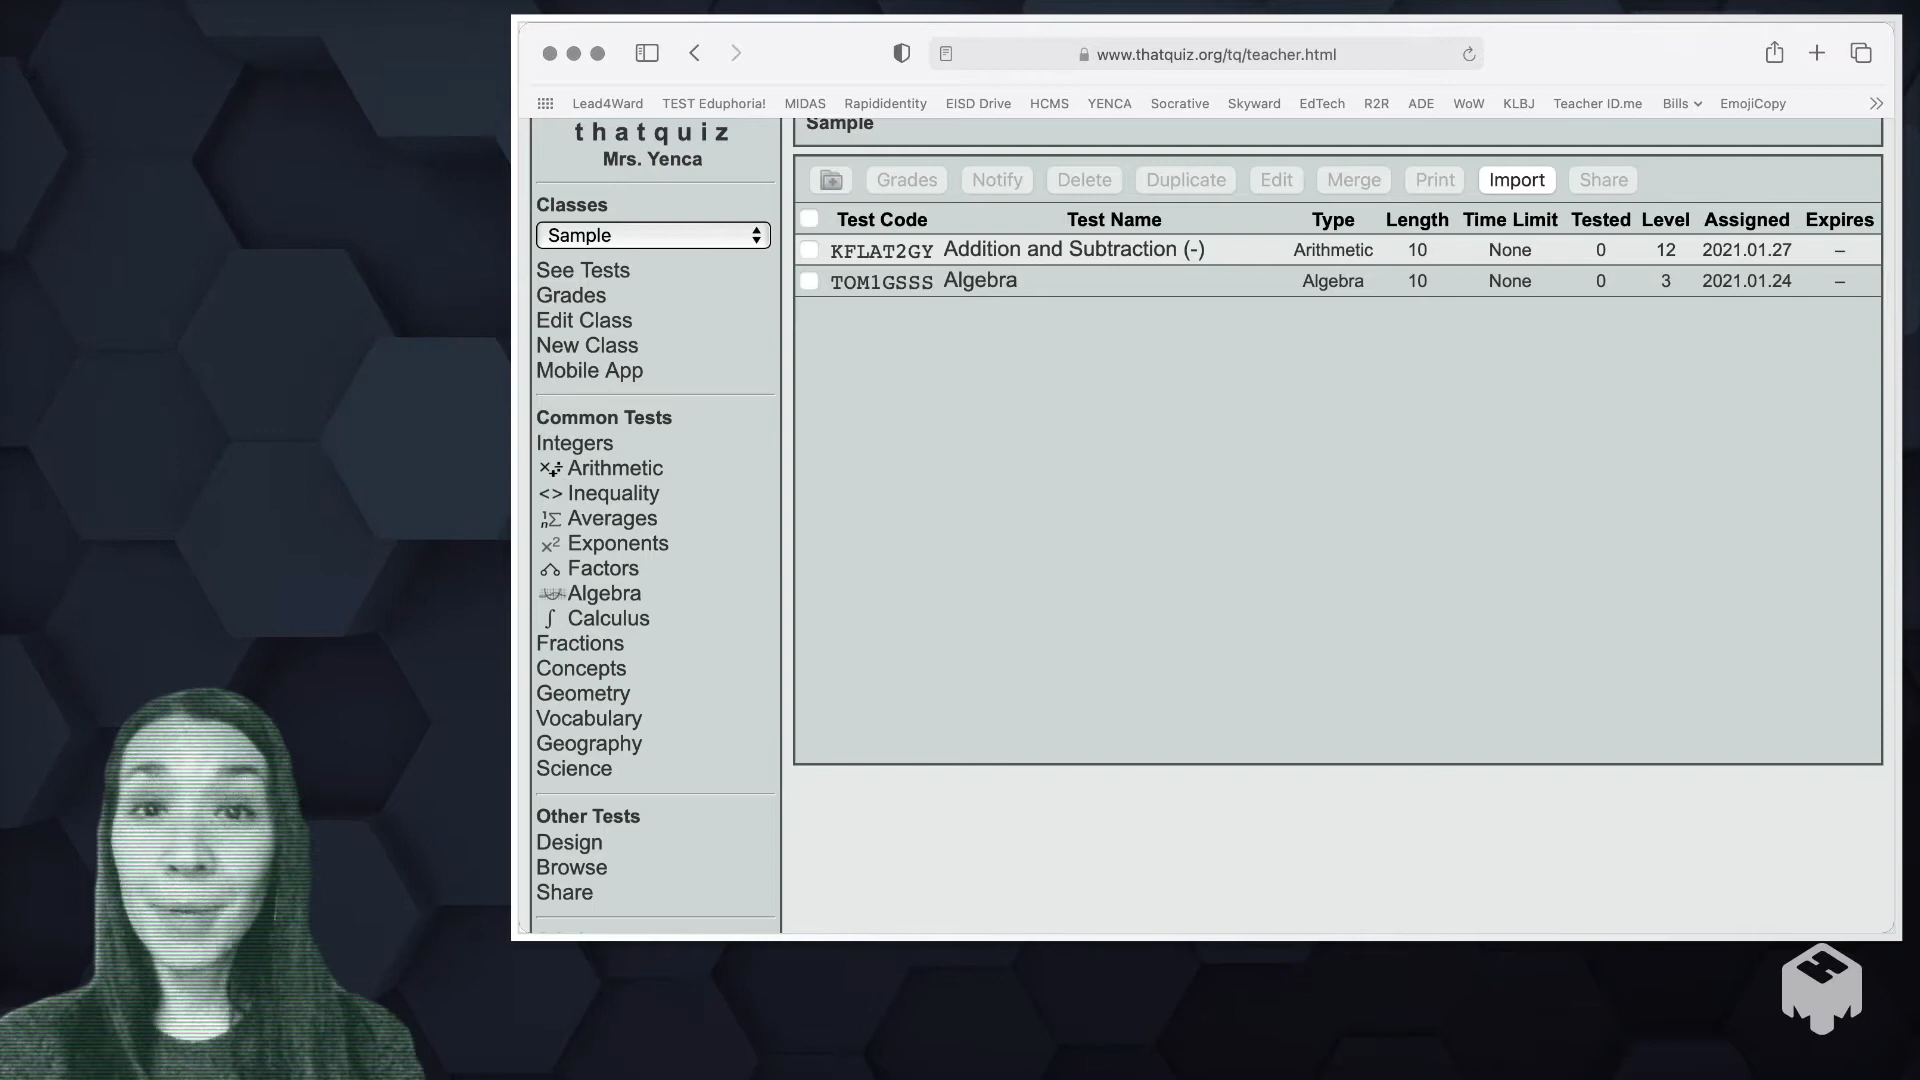 www.thatquiz.org/tq/teacher.html
Lead4Ward TEST Eduphoria! MIDAS Rapididentity EISD Drive HCMS YENCA Socrative Skyward EdTech R2R ADE WoW KLBJ Teacher ID.me Bills EmojiCopy
thatquiz
Mrs. Yenca
Classes
Sample
See Tests
Grades
Edit Class
New Class
Mobile App
Common Tests
Integers
Arithmetic
<> Inequality
Averages
x² Exponents
Factors
Algebra
∫ Calculus
Fractions
Concepts
Geometry
Vocabulary
Geography
Science
Other Tests
Design
Browse
Share
Sample
Grades Notify Delete Duplicate Edit Merge Print Import Share
Test Code Test Name Type Length Time Limit Tested Level Assigned Expires
KFLAT2GY Addition and Subtraction (-) Arithmetic 10 None 0 12 2021.01.27 –
TOM1GSSS Algebra Algebra 10 None 0 3 2021.01.24 –